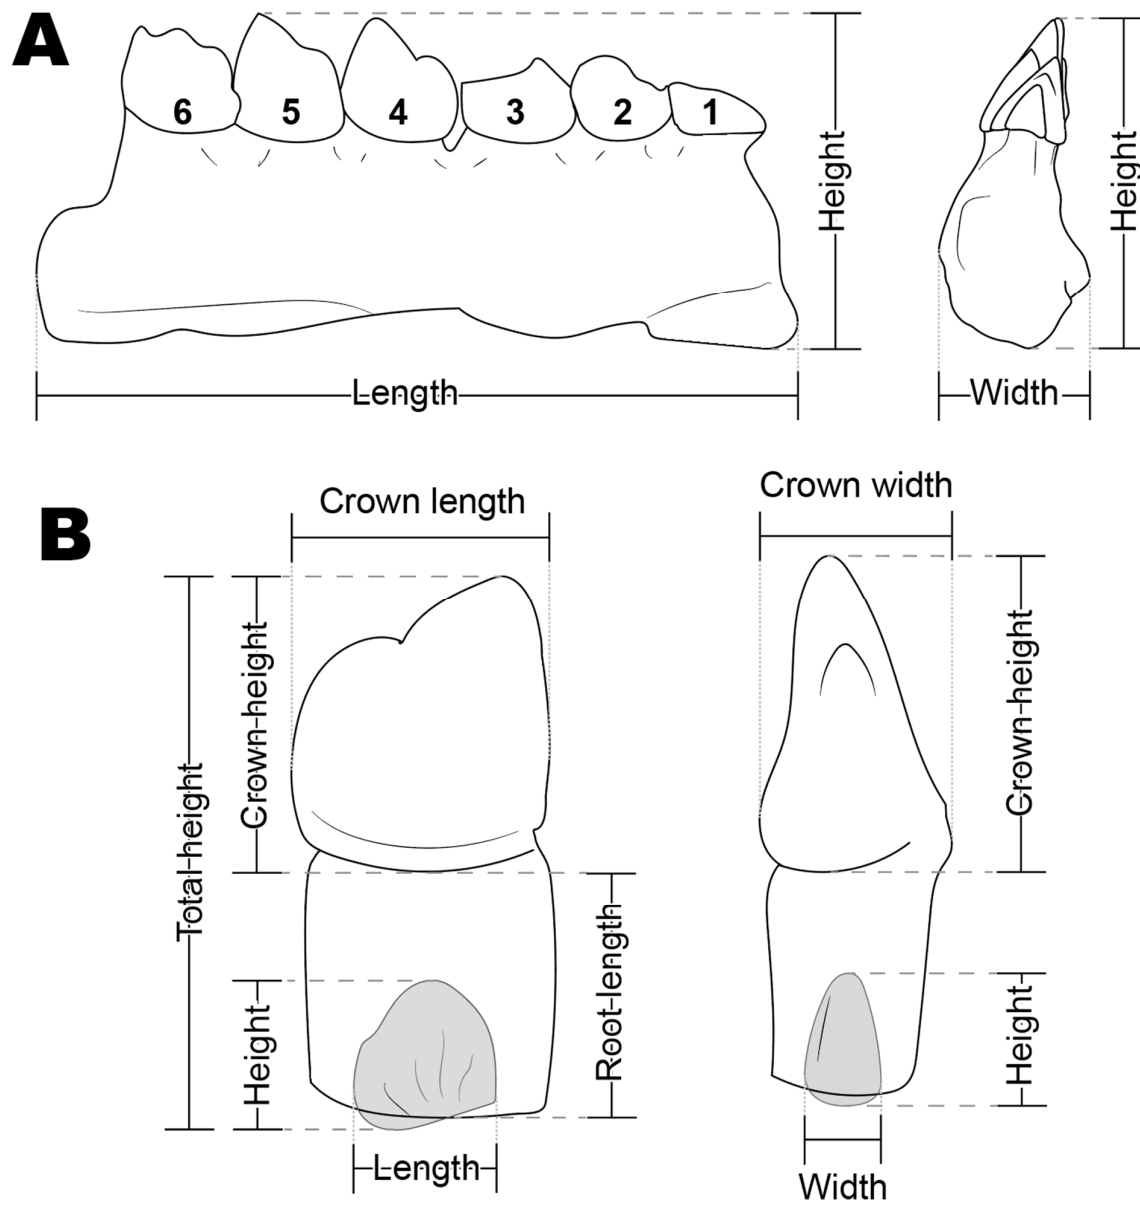 A
6 5 4 3 2 1
Height
Height
Length
Width
B
Crown length
Crown width
Total height
Crown height
Crown height
Root length
Height
Height
Length
Width